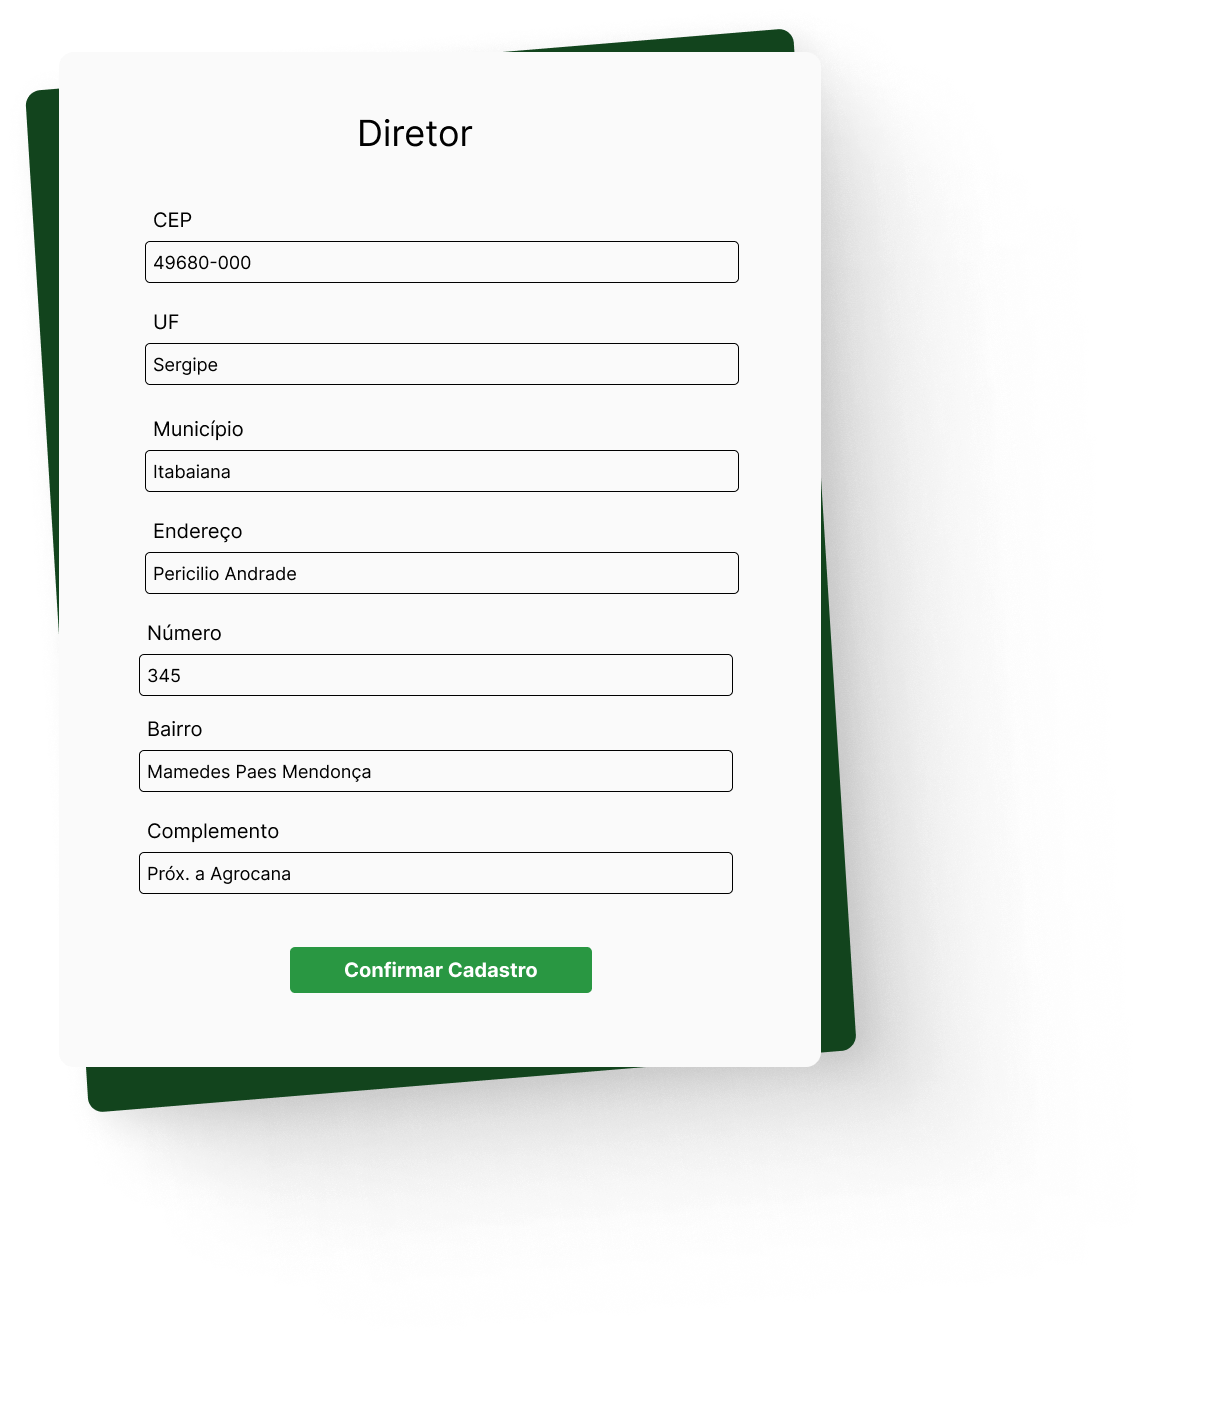 Diretor
CEP
49680-000
UF
Sergipe
Município
Itabaiana
Endereço
Pericilio Andrade
Número
345
Bairro
Mamedes Paes Mendonça
Complemento
Próx. a Agrocana
Confirmar Cadastro